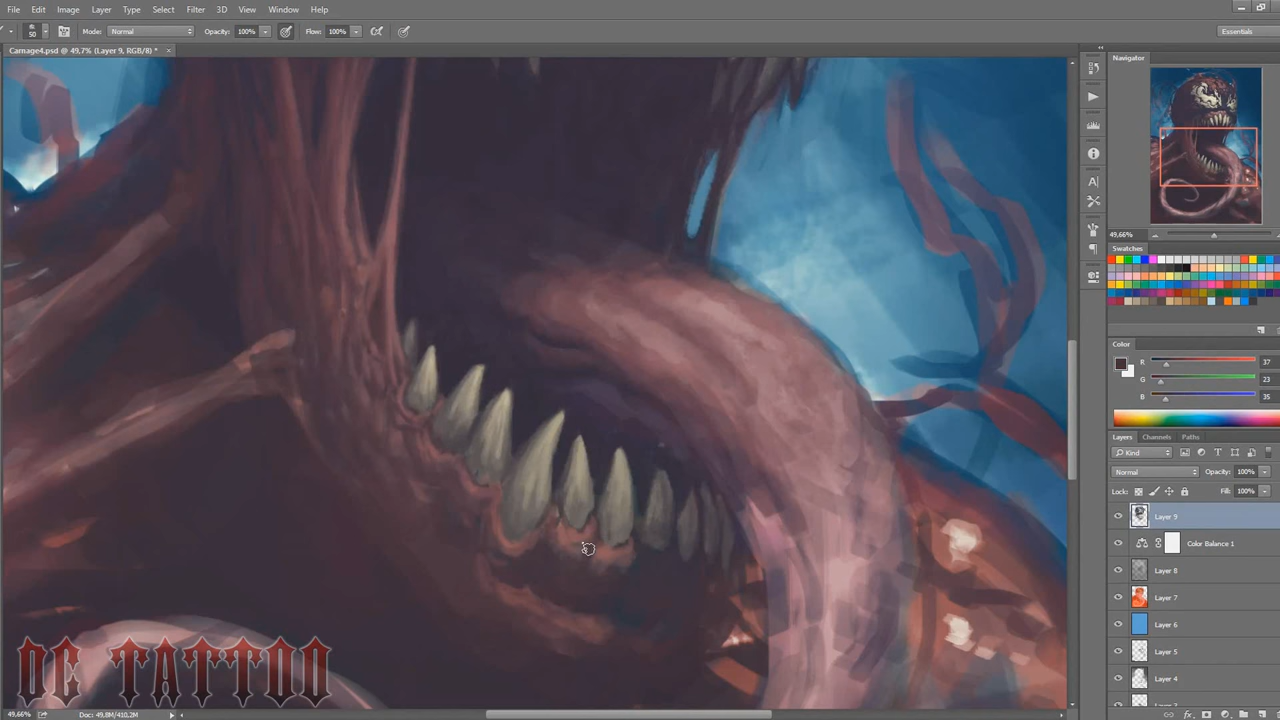 File Edit Image Layer Type Select Filter 3D View Window Help
50 Mode: Normal Opacity: 100% Flow: 100% Essentials
Carnage4.psd @ 49,7% (Layer 9, RGB/8) * ×
Navigator
49.66%
Swatches
Color
R 37
G 23
B 35
Layers Channels Paths
Kind
Normal Opacity: 100%
Lock: Fill: 100%
Layer 9
Color Balance 1
Layer 8
Layer 7
Layer 6
Layer 5
Layer 4
DC TATTOO
49.66% Doc: 49,8M/410,2M